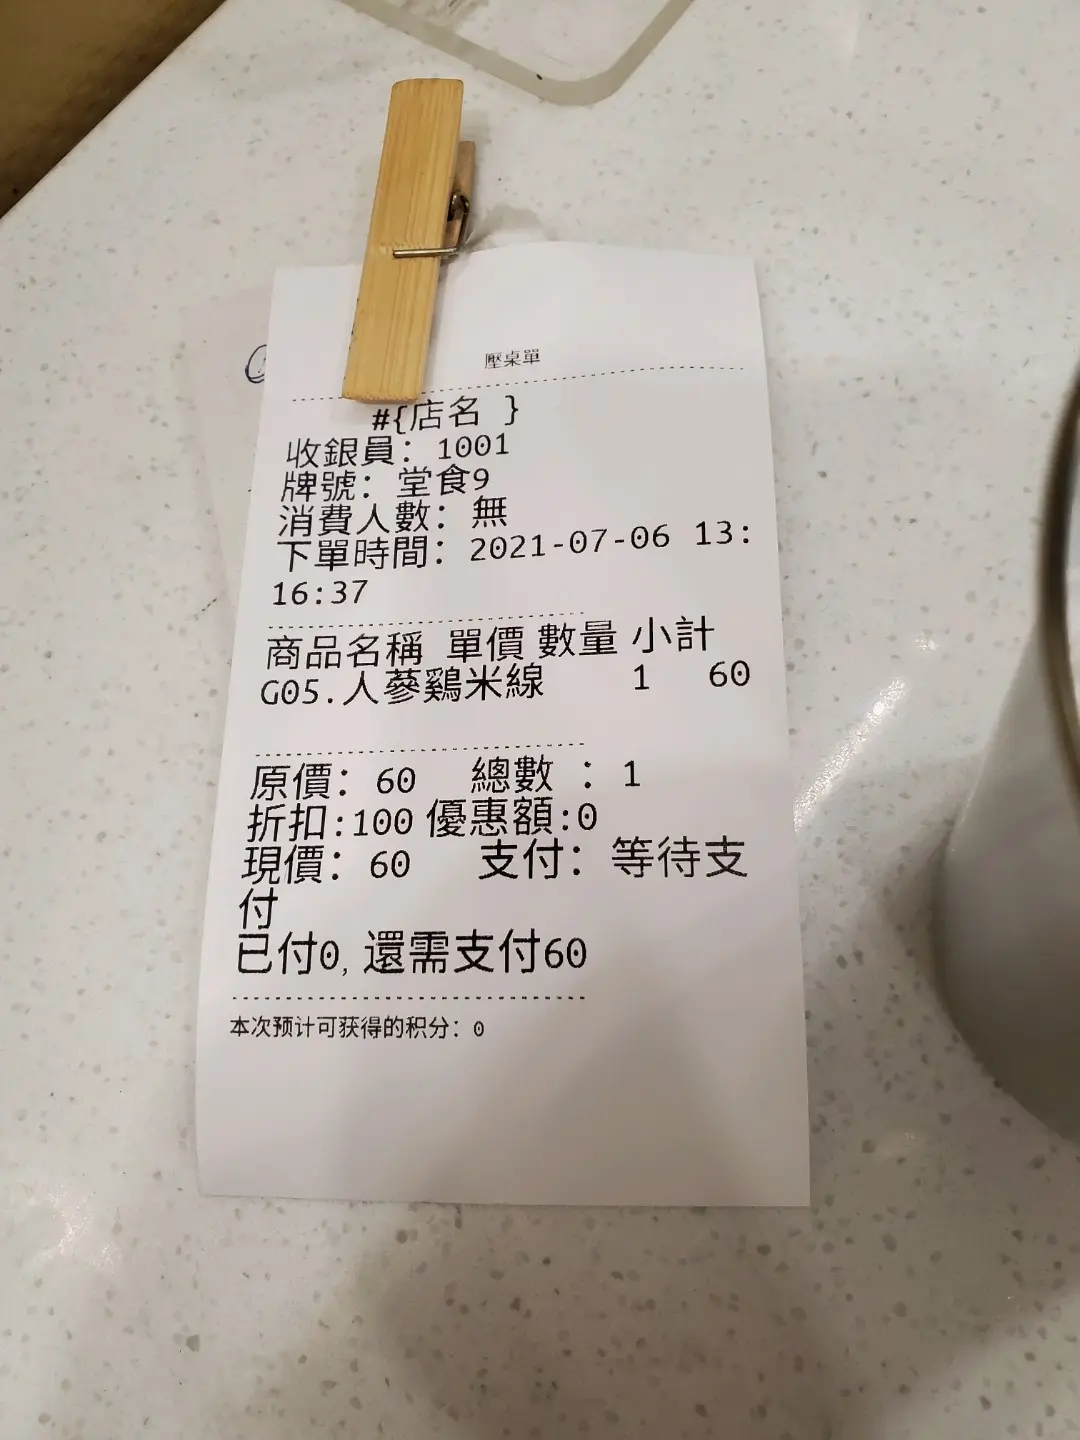 壓桌單
#{店名 }
收銀員: 1001
牌號: 堂食9
消費人數: 無
下單時間: 2021-07-06 13:
16:37
商品名稱 單價 數量 小計
G05.人蔘鷄米線 1 60
原價: 60 總數 : 1
折扣:100 優惠額:0
現價: 60 支付: 等待支
付
已付0, 還需支付60
本次预计可获得的积分: 0